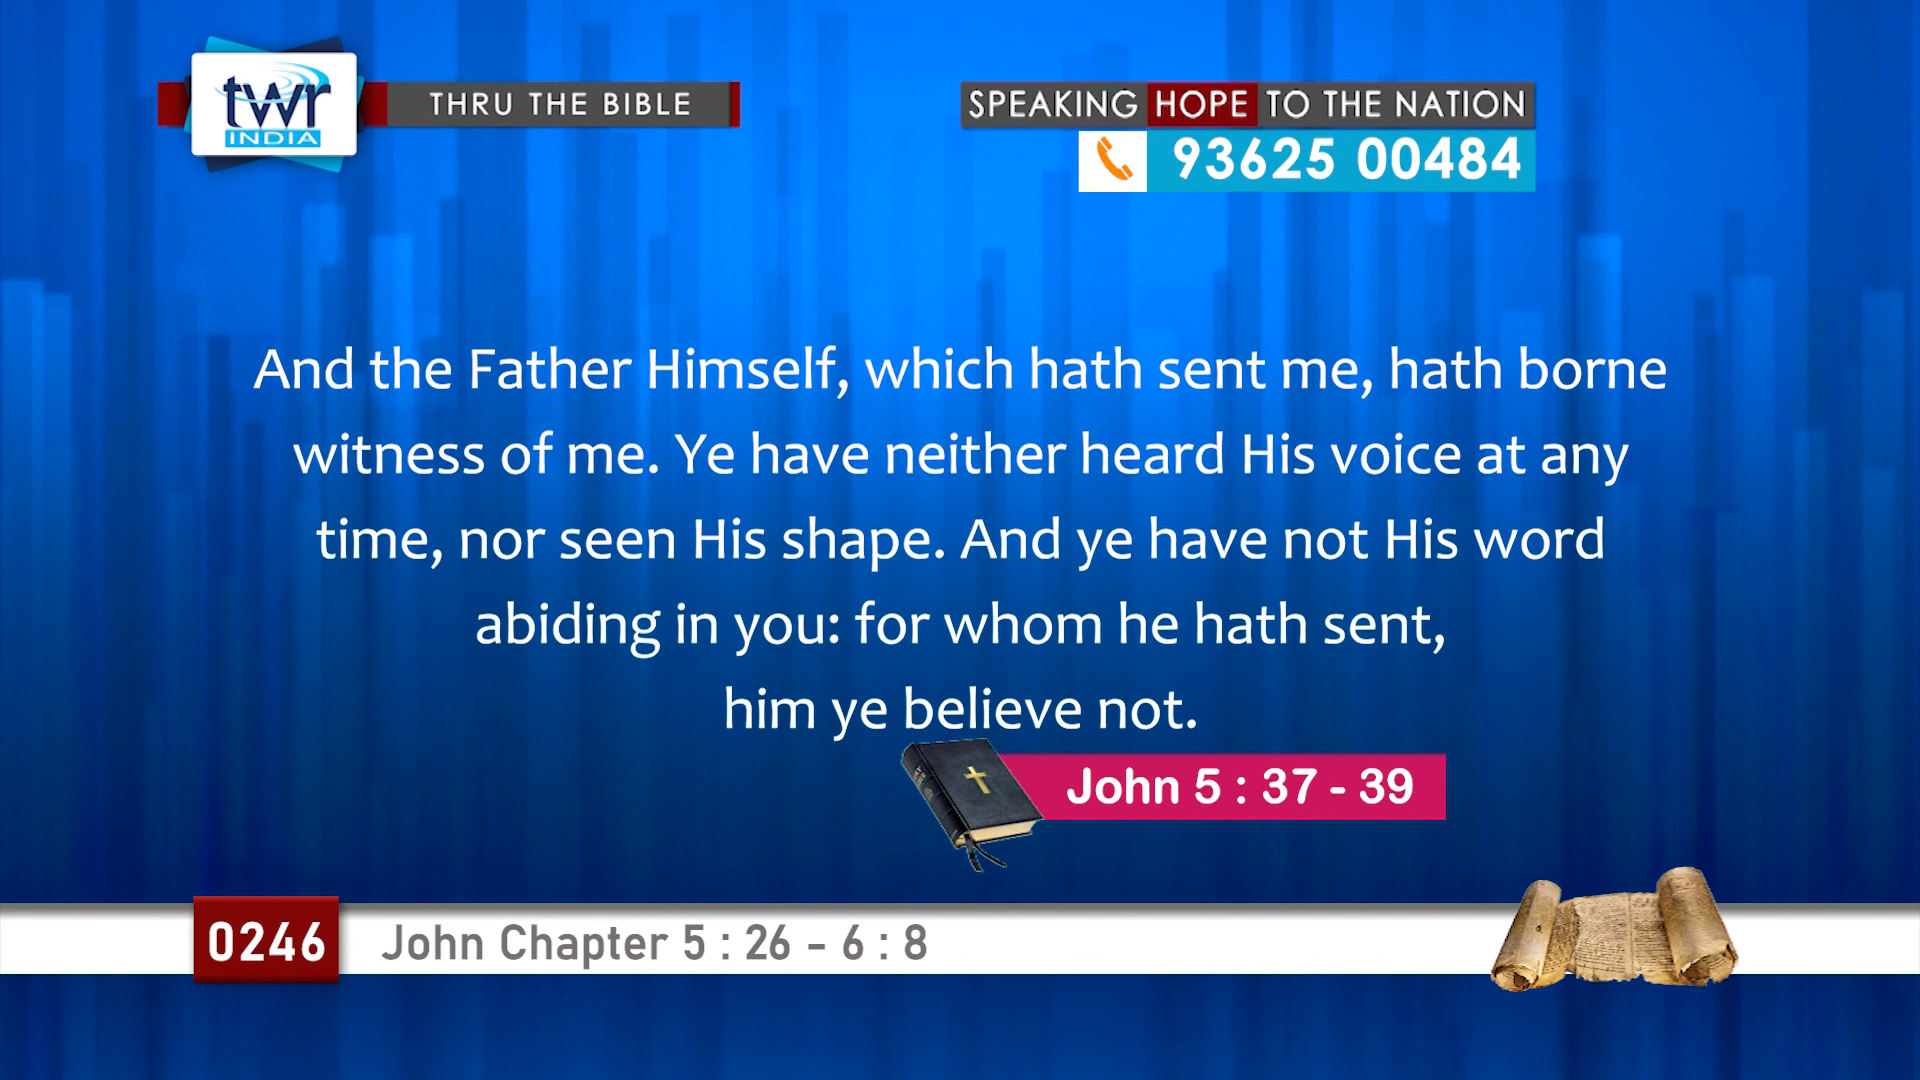 twr
INDIA
THRU THE BIBLE
SPEAKING HOPE TO THE NATION
93625 00484
And the Father Himself, which hath sent me, hath borne
witness of me. Ye have neither heard His voice at any
time, nor seen His shape. And ye have not His word
abiding in you: for whom he hath sent,
him ye believe not.
John 5 : 37 - 39
0246
John Chapter 5 : 26 – 6 : 8